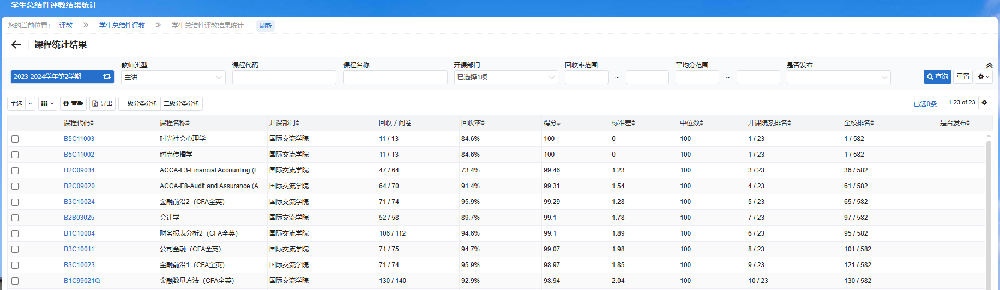 学生总结性评教结果统计
您的当前位置： 评教 学生总结性评教 学生总结性评教结果统计 刷新
课程统计结果
教师类型 课程代码 课程名称 开课部门 回收率范围 平均分范围 是否发布
2023-2024学年第2学期 主讲 已选择1项 ~ ~ ... 查询 重置
全选 查看 导出 一级分类分析 二级分类分析 已选0条 1-23 of 23
课程代码 课程名称 开课部门 回收 / 问卷 回收率 得分 标准差 中位数 开课院系排名 全校排名 是否发布
B5C11003 时尚社会心理学 国际交流学院 11 / 13 84.6% 100 0 100 1 / 23 1 / 582
B5C11002 时尚传播学 国际交流学院 11 / 13 84.6% 100 0 100 1 / 23 1 / 582
B2C09034 ACCA-F3-Financial Accounting (F... 国际交流学院 47 / 64 73.4% 99.46 1.23 100 3 / 23 36 / 582
B2C09020 ACCA-F8-Audit and Assurance (A... 国际交流学院 64 / 70 91.4% 99.31 1.54 100 4 / 23 61 / 582
B3C10024 金融前沿2（CFA全英） 国际交流学院 71 / 74 95.9% 99.29 1.28 100 5 / 23 65 / 582
B2B03025 会计学 国际交流学院 52 / 58 89.7% 99.1 1.78 100 7 / 23 97 / 582
B1C10004 财务报表分析2（CFA全英） 国际交流学院 106 / 112 94.6% 99.1 1.89 100 6 / 23 95 / 582
B3C10011 公司金融（CFA全英） 国际交流学院 71 / 75 94.7% 99.07 1.98 100 8 / 23 101 / 582
B3C10023 金融前沿1（CFA全英） 国际交流学院 71 / 74 95.9% 98.97 1.85 100 9 / 23 121 / 582
B1C99021Q 金融数量方法（CFA全英） 国际交流学院 130 / 140 92.9% 98.94 2.04 100 10 / 23 130 / 582